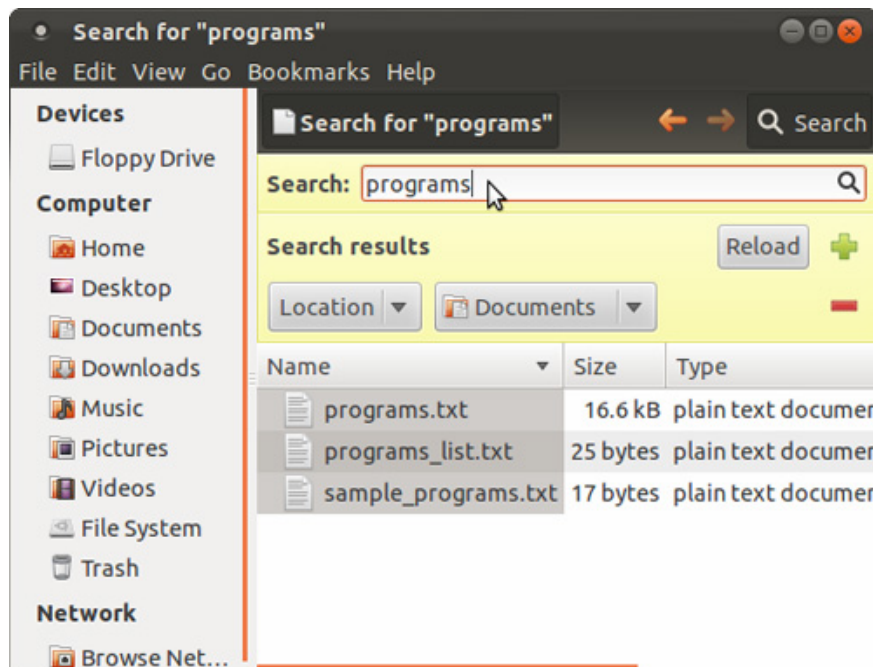 Search for "programs"
File Edit View Go Bookmarks Help
Devices
Floppy Drive
Computer
Home
Desktop
Documents
Downloads
Music
Pictures
Videos
File System
Trash
Network
Browse Net...
Search for "programs" Search
Search: programs
Search results Reload
Location Documents
Name Size Type
programs.txt 16.6 kB plain text documer
programs_list.txt 25 bytes plain text documer
sample_programs.txt 17 bytes plain text documer